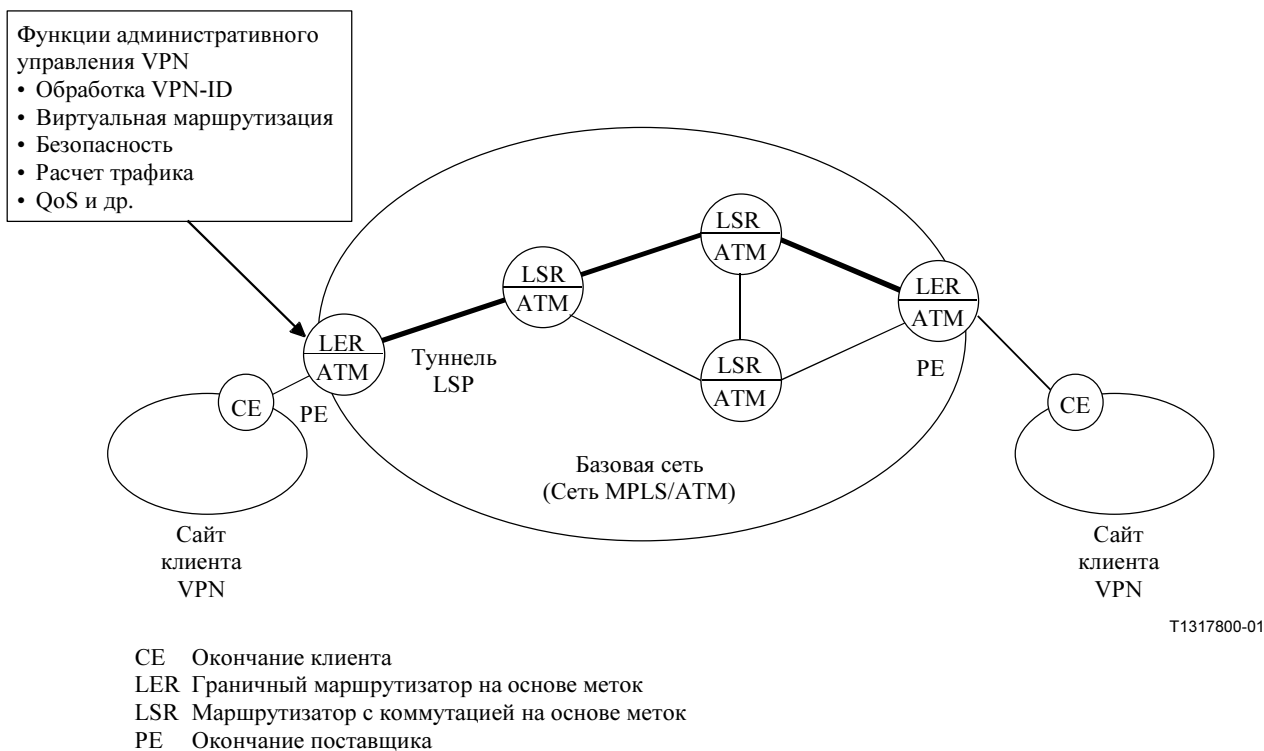 Функции административного
управления VPN
• Обработка VPN-ID
• Виртуальная маршрутизация
• Безопасность
• Расчет трафика
• QoS и др.
LSR
ATM
LSR
ATM
LER
ATM
LER
ATM
Туннель
LSP
LSR
ATM
PE
CE
PE
CE
Базовая сеть
(Сеть MPLS/ATM)
Сайт
клиента
VPN
Сайт
клиента
VPN
T1317800-01
CE Окончание клиента
LER Граничный маршрутизатор на основе меток
LSR Маршрутизатор с коммутацией на основе меток
PE Окончание поставщика